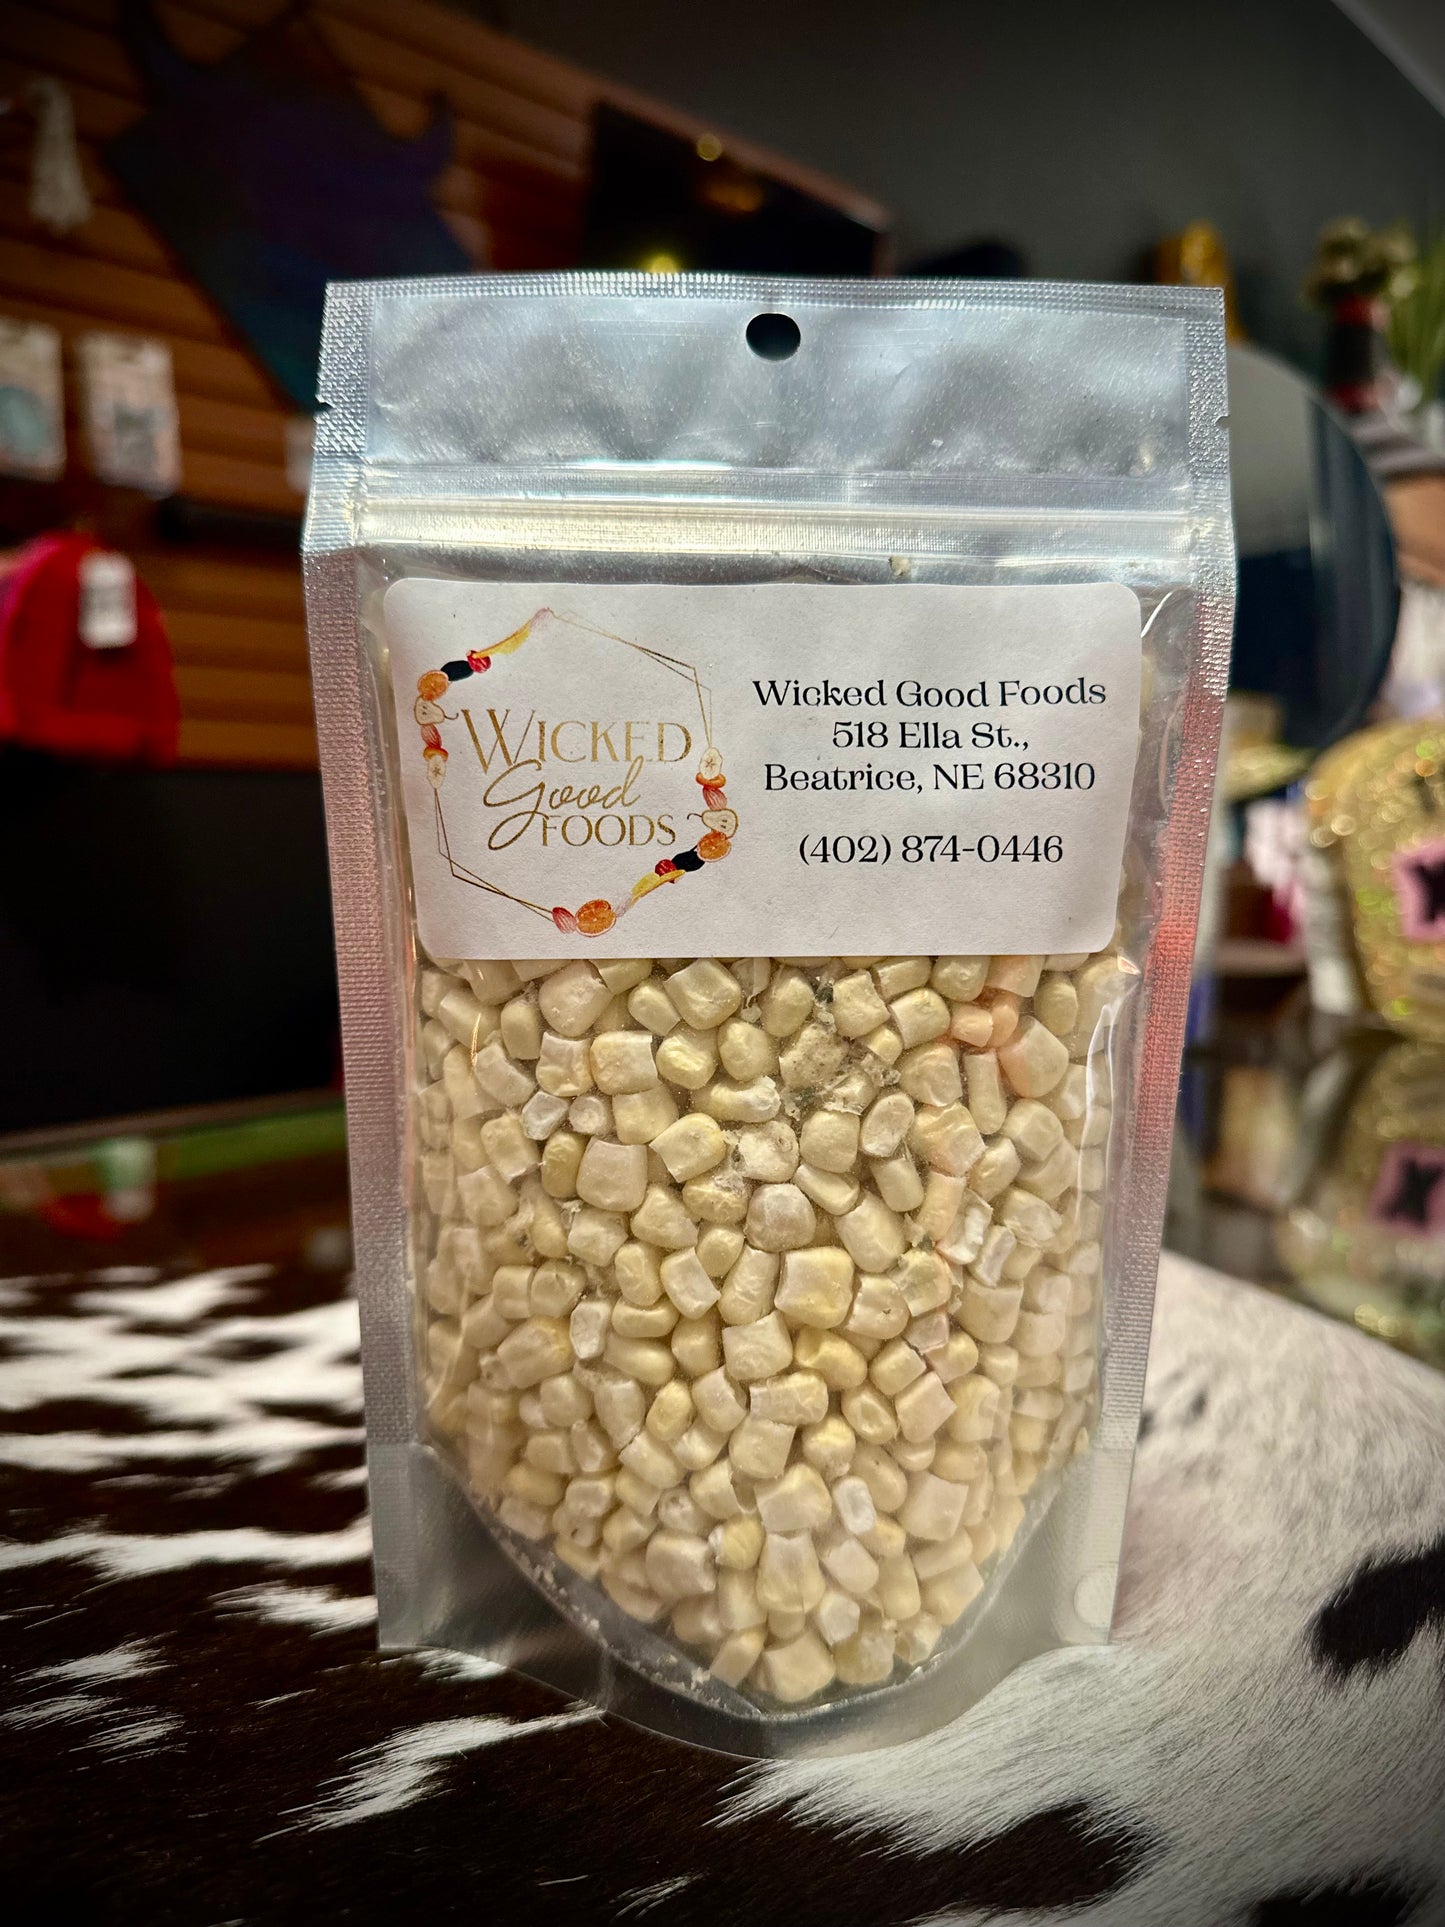 WICKED
Good
FOODS
Wicked Good Foods
518 Ella St.,
Beatrice, NE 68310
(402) 874-0446